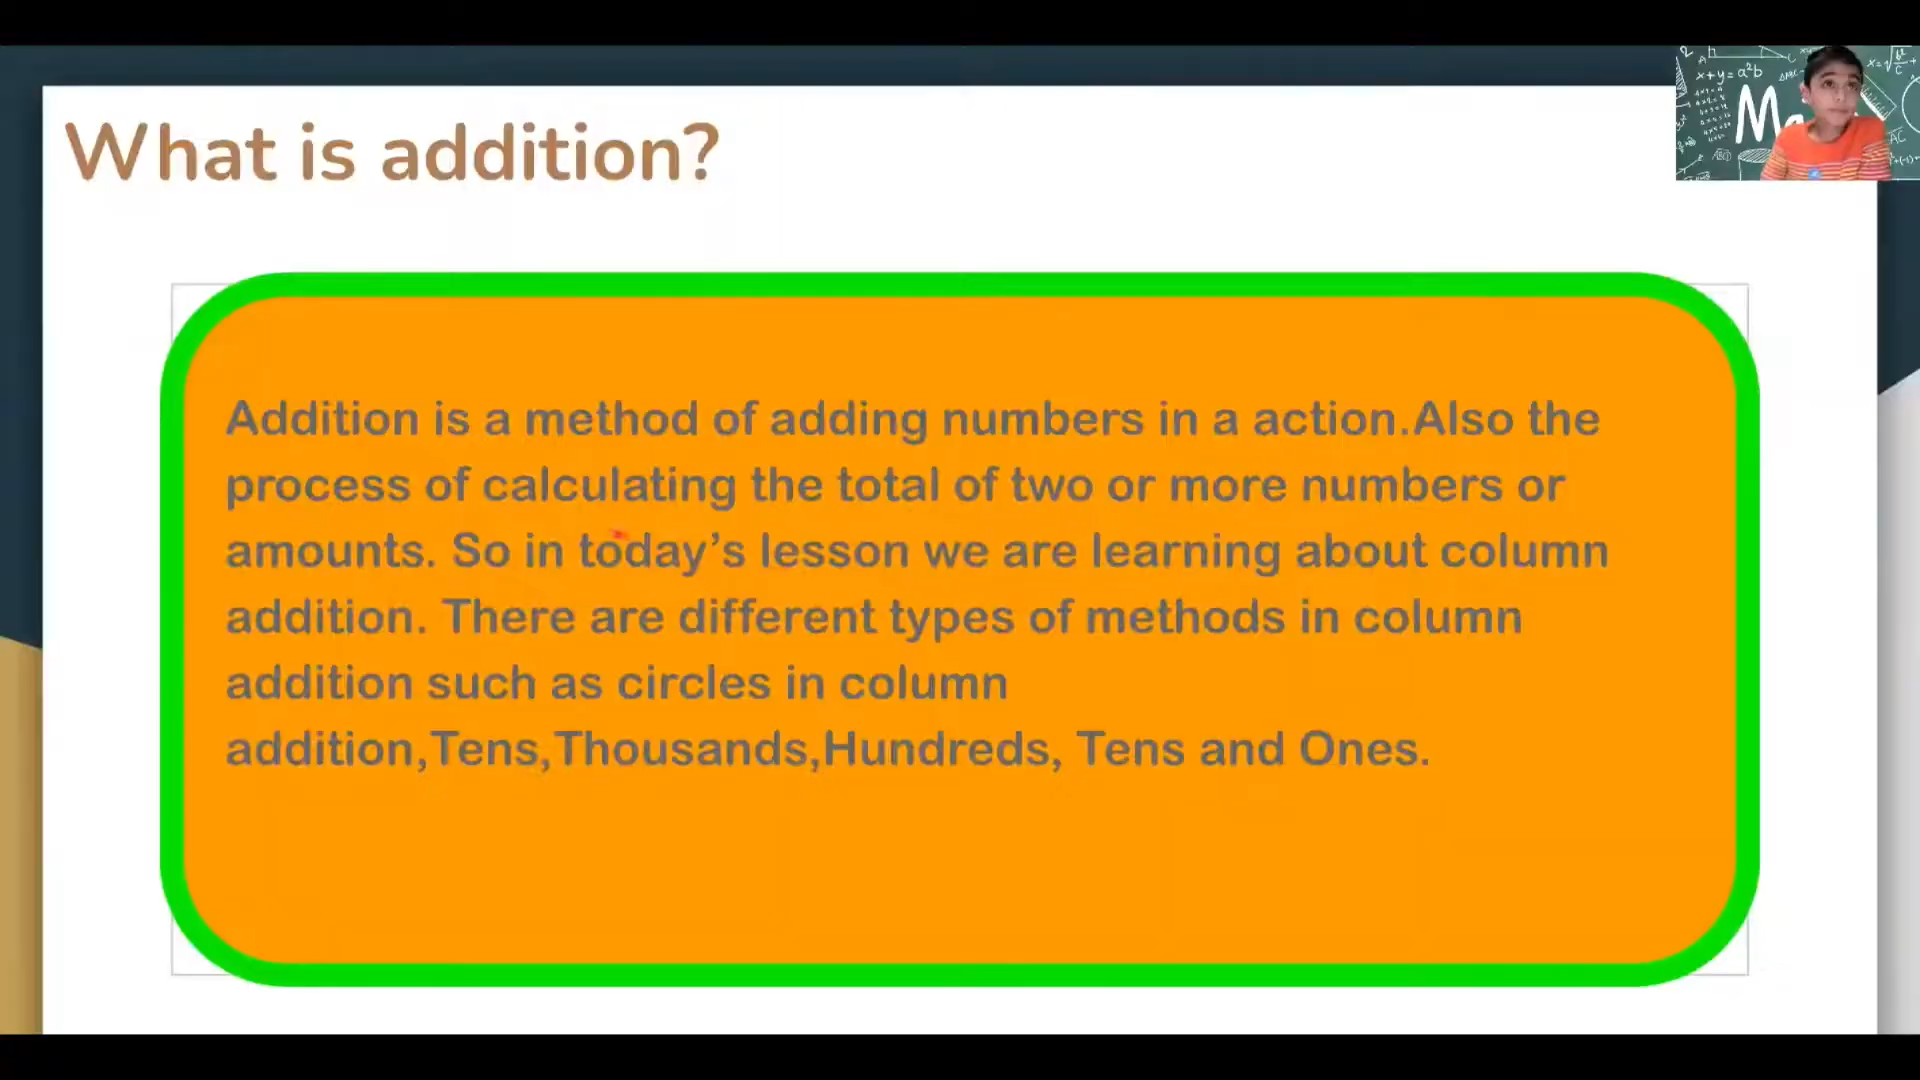 What is addition?
Addition is a method of adding numbers in a action.Also the
process of calculating the total of two or more numbers or
amounts. So in today’s lesson we are learning about column
addition. There are different types of methods in column
addition such as circles in column
addition,Tens,Thousands,Hundreds, Tens and Ones.
x+y=a²b